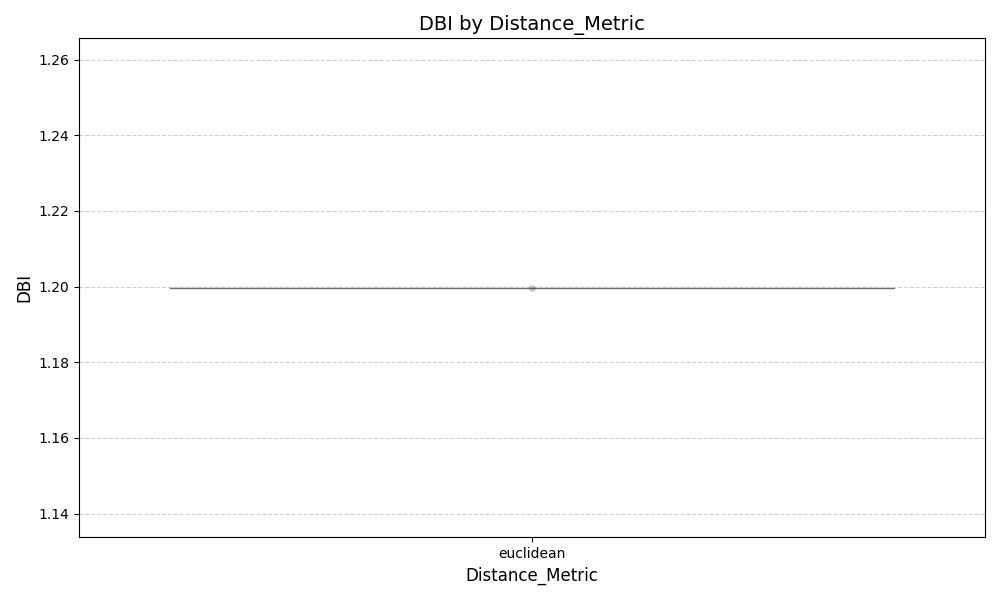 DBI by Distance_Metric
DBI
1.26
1.24
1.22
1.20
1.18
1.16
1.14
euclidean
Distance_Metric